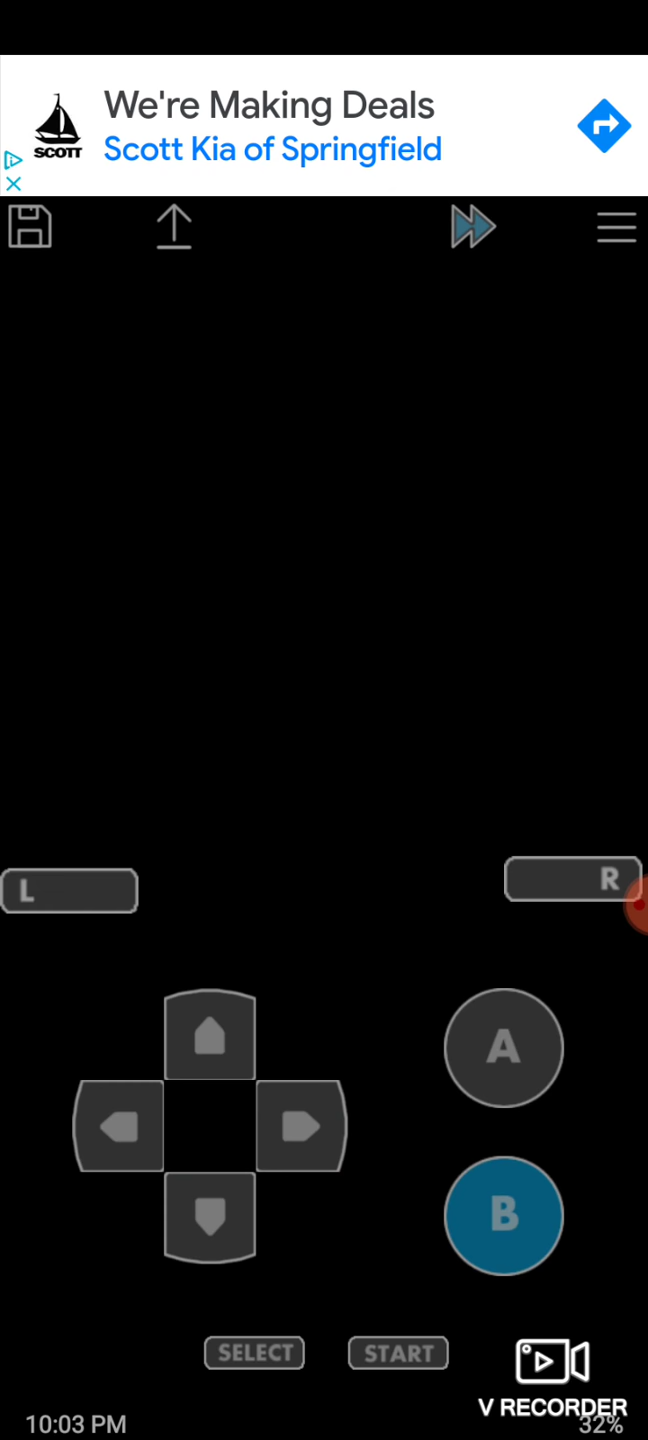 We're Making Deals
SCOTT
Scott Kia of Springfield
L
R
A
B
SELECT
START
V RECORDER
10:03 PM
32%